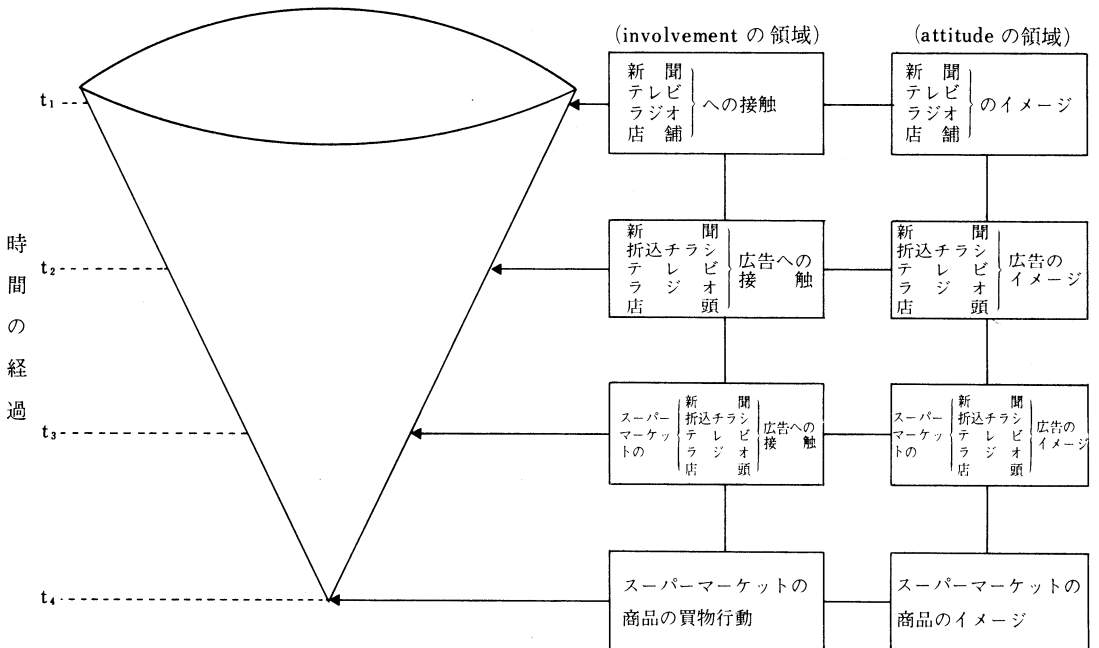 (involvement の領域)
(attitude の領域)
時間の経過
t₁
新聞
テレビ
ラジオ
店舗
への接触
新聞
テレビ
ラジオ
店舗
のイメージ
t₂
新聞
折込チラシ
テレビ
ラジオ
店頭
広告への
接触
新聞
折込チラシ
テレビ
ラジオ
店頭
広告の
イメージ
t₃
スーパー
マーケッ
トの
新聞
折込チラシ
テレビ
ラジオ
店頭
広告への
接触
スーパー
マーケッ
トの
新聞
折込チラシ
テレビ
ラジオ
店頭
広告の
イメージ
t₄
スーパーマーケットの
商品の買物行動
スーパーマーケットの
商品のイメージ